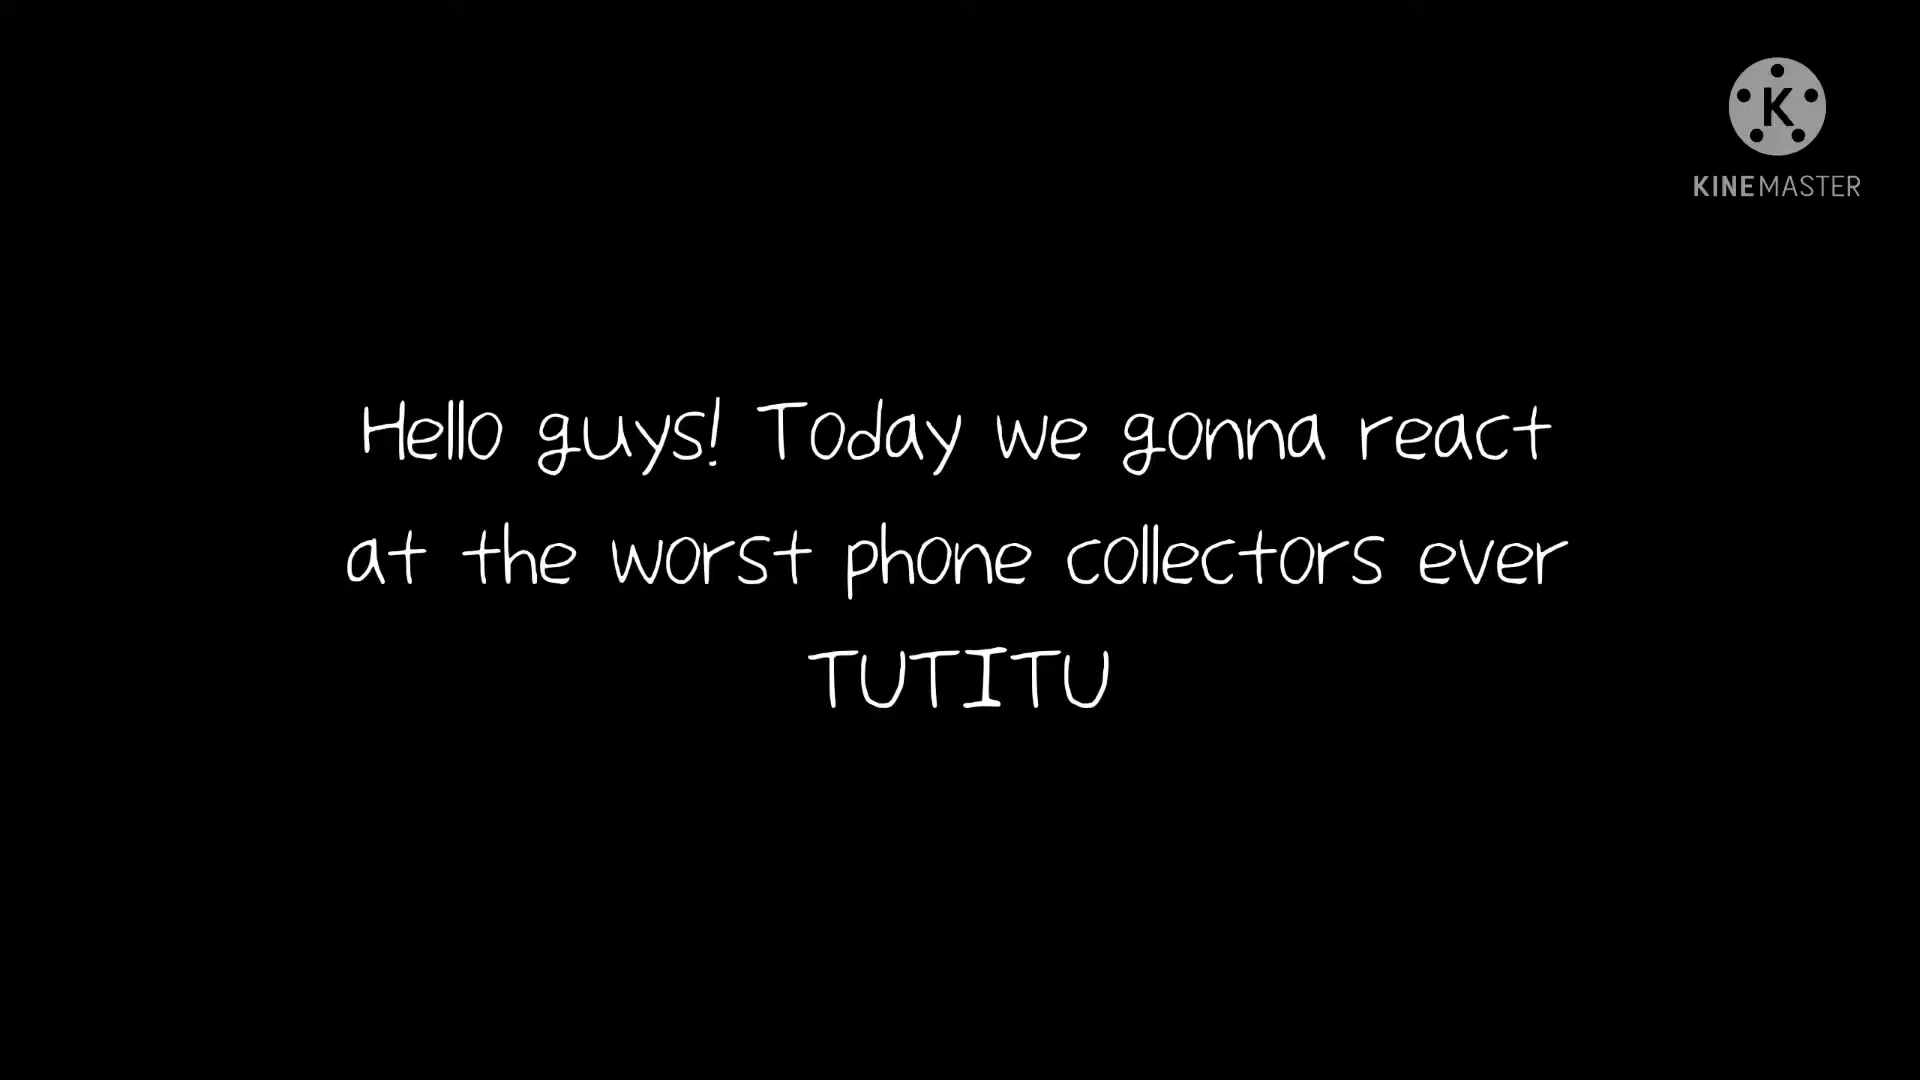 K
KINEMASTER
Hello guys! Today we gonna react
at the worst phone collectors ever
TUTITU